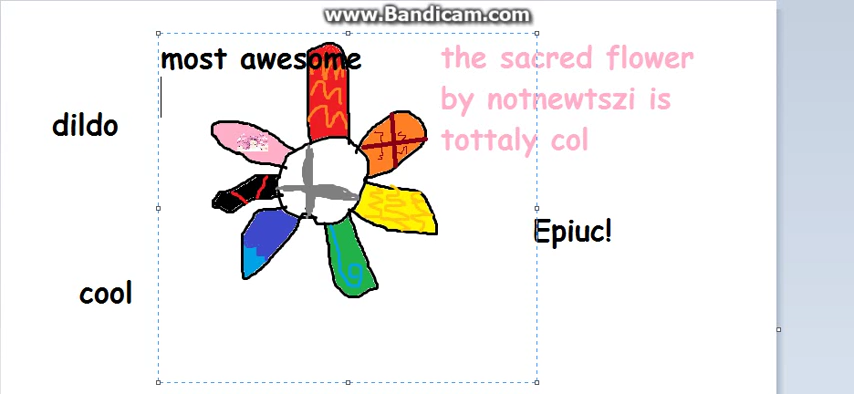 www.Bandicam.com
most awesome
the sacred flower
by notnewtszi is
tottaly col
dildo
Epiuc!
cool